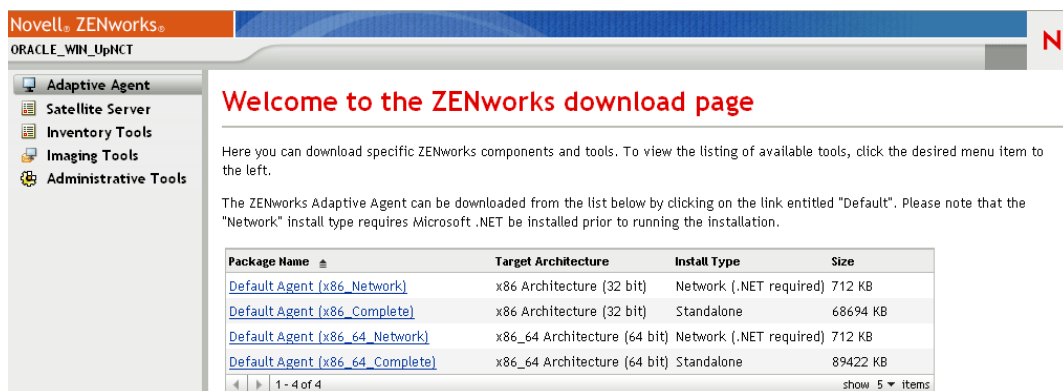 Novell® ZENworks®
ORACLE_WIN_UpNCT
N
Adaptive Agent
Satellite Server
Inventory Tools
Imaging Tools
Administrative Tools
Welcome to the ZENworks download page
Here you can download specific ZENworks components and tools. To view the listing of available tools, click the desired menu item to
the left.
The ZENworks Adaptive Agent can be downloaded from the list below by clicking on the link entitled "Default". Please note that the
"Network" install type requires Microsoft .NET be installed prior to running the installation.
Package Name Target Architecture Install Type Size
Default Agent (x86_Network) x86 Architecture (32 bit) Network (.NET required) 712 KB
Default Agent (x86_Complete) x86 Architecture (32 bit) Standalone 68694 KB
Default Agent (x86_64_Network) x86_64 Architecture (64 bit) Network (.NET required) 712 KB
Default Agent (x86_64_Complete) x86_64 Architecture (64 bit) Standalone 89422 KB
1 - 4 of 4 show 5 items